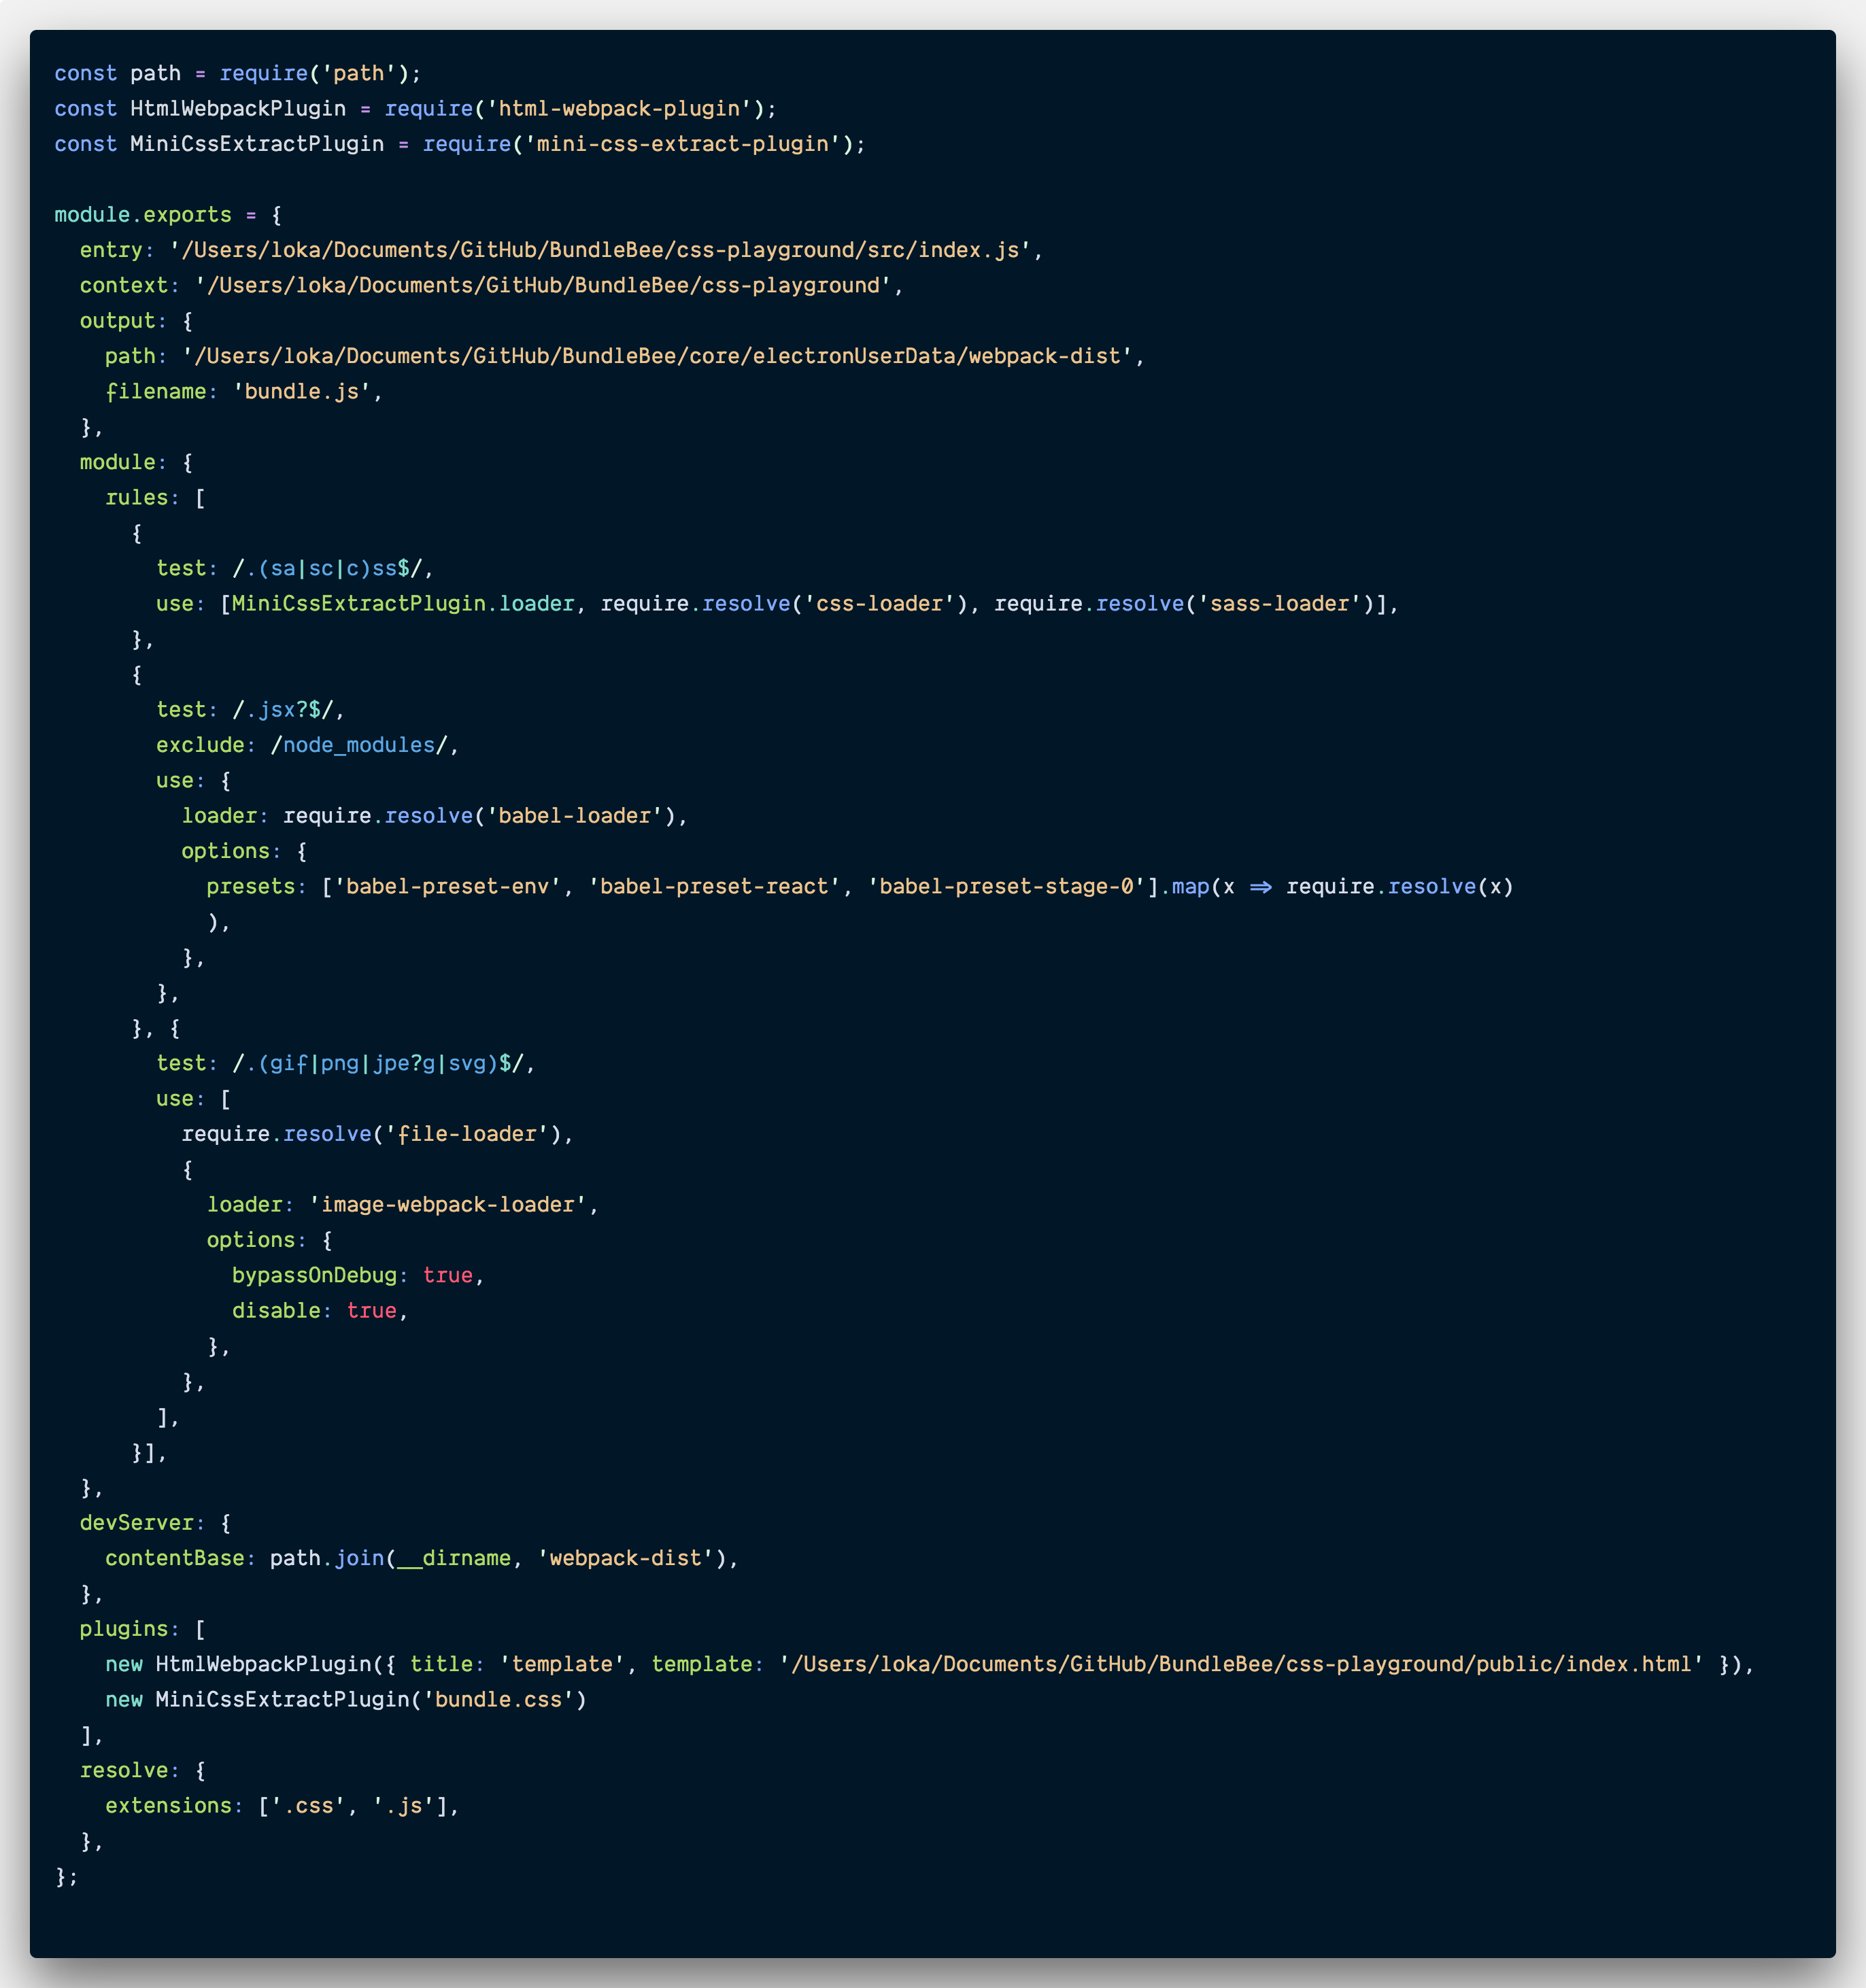 const path = require('path');
const HtmlWebpackPlugin = require('html-webpack-plugin');
const MiniCssExtractPlugin = require('mini-css-extract-plugin');

module.exports = {
  entry: '/Users/loka/Documents/GitHub/BundleBee/css-playground/src/index.js',
  context: '/Users/loka/Documents/GitHub/BundleBee/css-playground',
  output: {
    path: '/Users/loka/Documents/GitHub/BundleBee/core/electronUserData/webpack-dist',
    filename: 'bundle.js',
  },
  module: {
    rules: [
      {
        test: /.(sa|sc|c)ss$/,
        use: [MiniCssExtractPlugin.loader, require.resolve('css-loader'), require.resolve('sass-loader')],
      },
      {
        test: /.jsx?$/,
        exclude: /node_modules/,
        use: {
          loader: require.resolve('babel-loader'),
          options: {
            presets: ['babel-preset-env', 'babel-preset-react', 'babel-preset-stage-0'].map(x => require.resolve(x)
            ),
          },
        },
      }, {
        test: /.(gif|png|jpe?g|svg)$/,
        use: [
          require.resolve('file-loader'),
          {
            loader: 'image-webpack-loader',
            options: {
              bypassOnDebug: true,
              disable: true,
            },
          },
        ],
      }],
  },
  devServer: {
    contentBase: path.join(__dirname, 'webpack-dist'),
  },
  plugins: [
    new HtmlWebpackPlugin({ title: 'template', template: '/Users/loka/Documents/GitHub/BundleBee/css-playground/public/index.html' }),
    new MiniCssExtractPlugin('bundle.css')
  ],
  resolve: {
    extensions: ['.css', '.js'],
  },
};